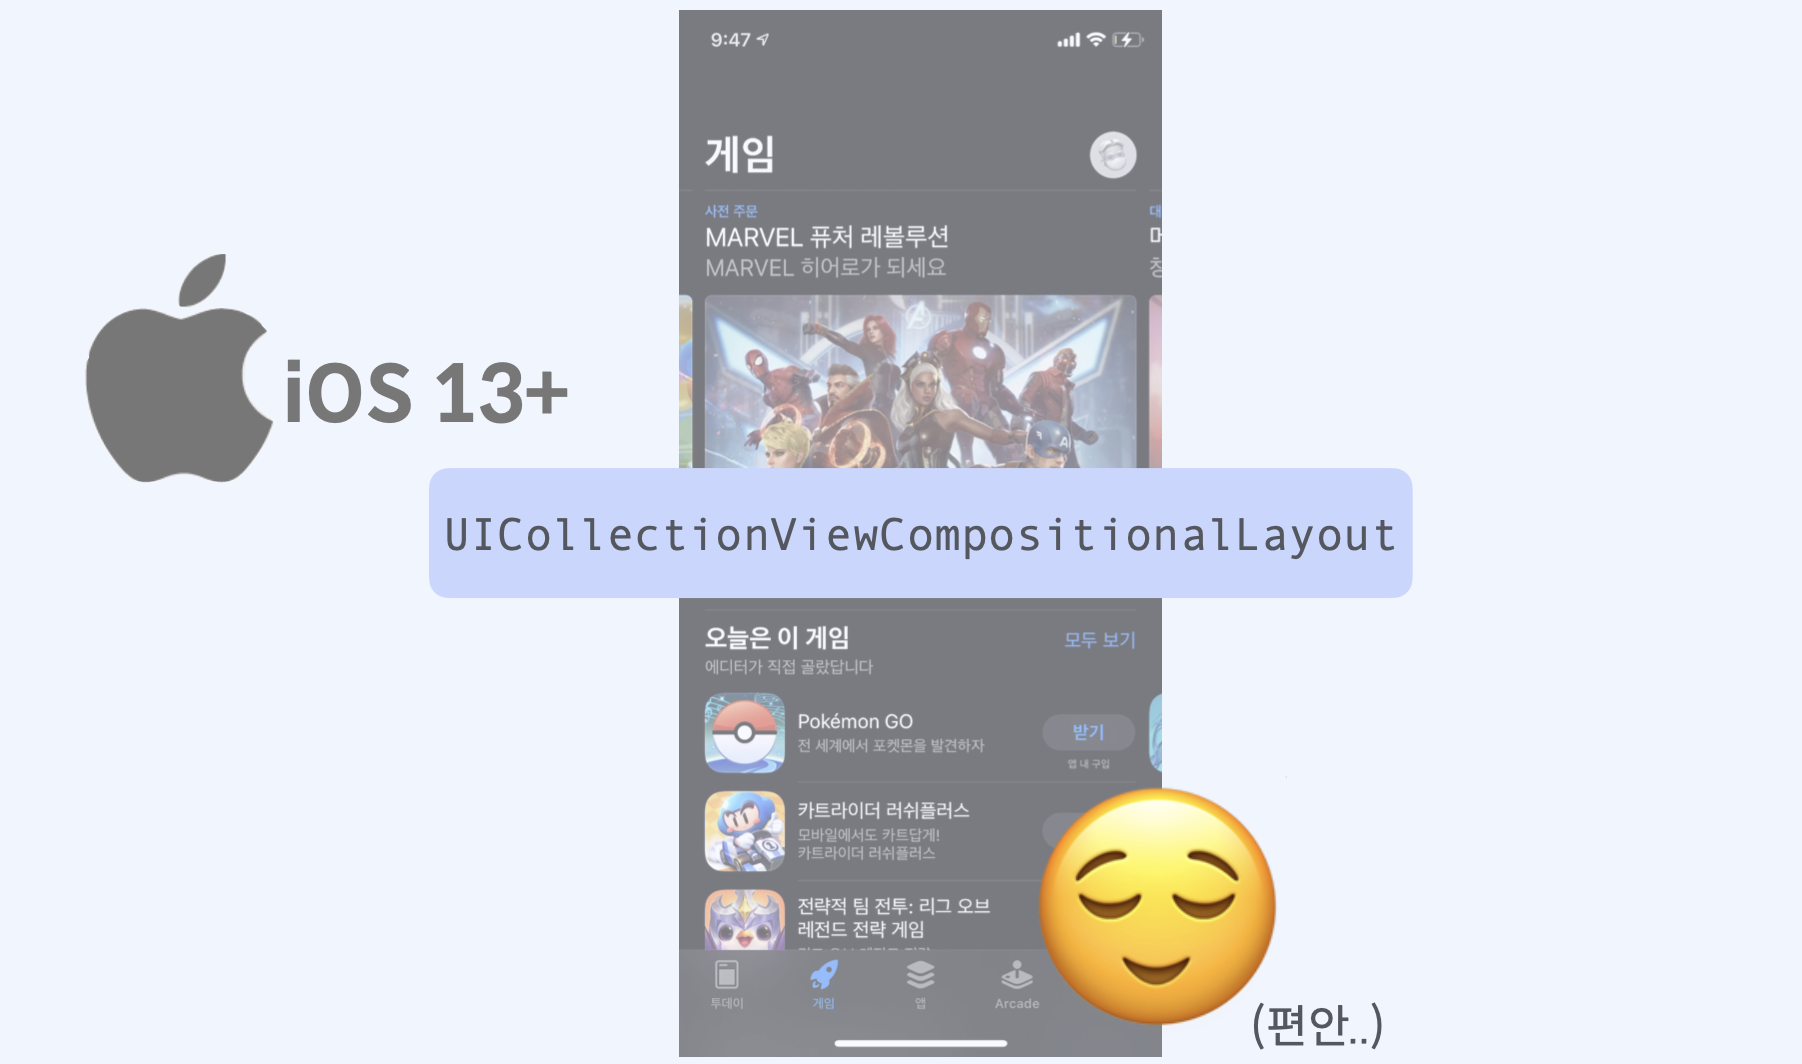 9:47
게임
사전 주문
대
MARVEL 퓨처 레볼루션
MARVEL 히어로가 되세요
iOS 13+
UICollectionViewCompositionalLayout
오늘은 이 게임
모두 보기
에디터가 직접 골랐답니다
Pokémon GO
전 세계에서 포켓몬을 발견하자
받기
앱 내 구입
카트라이더 러쉬플러스
모바일에서도 카트답게!
카트라이더 러쉬플러스
전략적 팀 전투: 리그 오브
레전드 전략 게임
투데이
게임
앱
Arcade
(편안..)